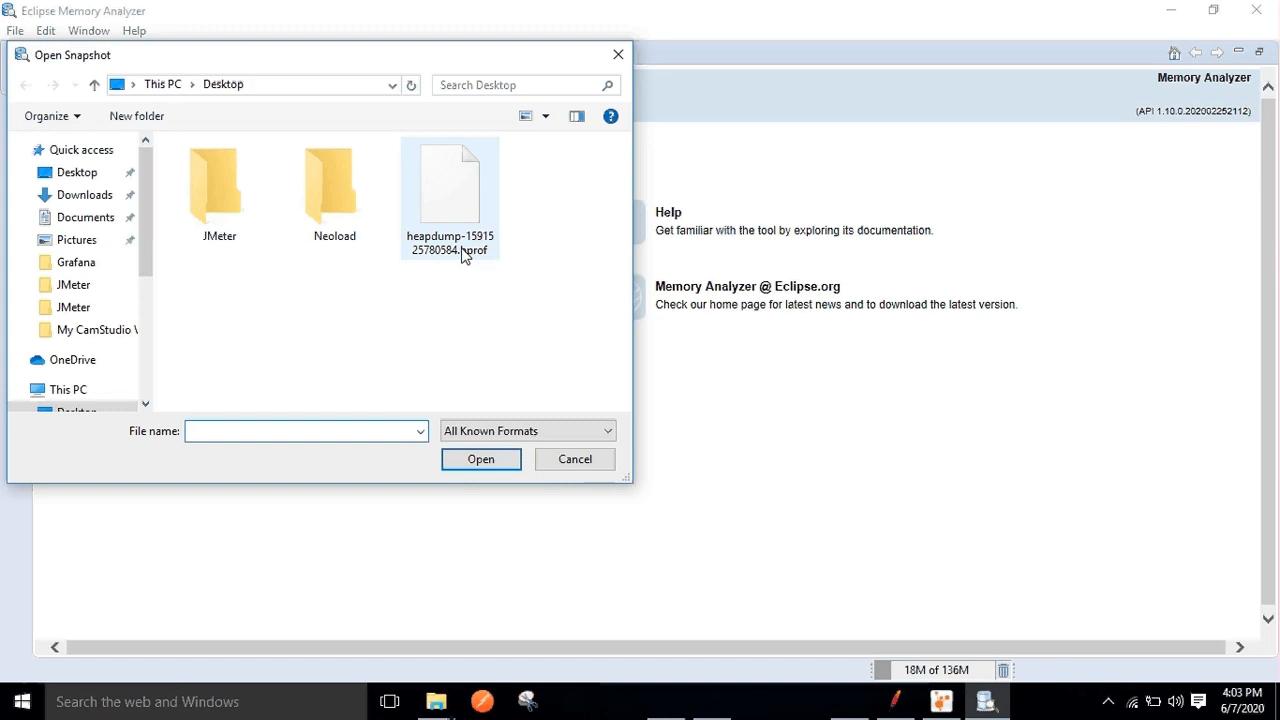 Eclipse Memory Analyzer
File Edit Window Help
Open Snapshot
This PC > Desktop
Search Desktop
Organize New folder
Quick access
Desktop
Downloads
Documents
Pictures
Grafana
JMeter
JMeter
My CamStudio
OneDrive
This PC
JMeter
Neoload
heapdump-15915
25780584.
File name:
All Known Formats
Open Cancel
Memory Analyzer
(API 1.10.0.202002252112)
Help
Get familiar with the tool by exploring its documentation.
Memory Analyzer @ Eclipse.org
Check our home page for latest news and to download the latest version.
18M of 136M
Search the web and Windows
4:03 PM
6/7/2020